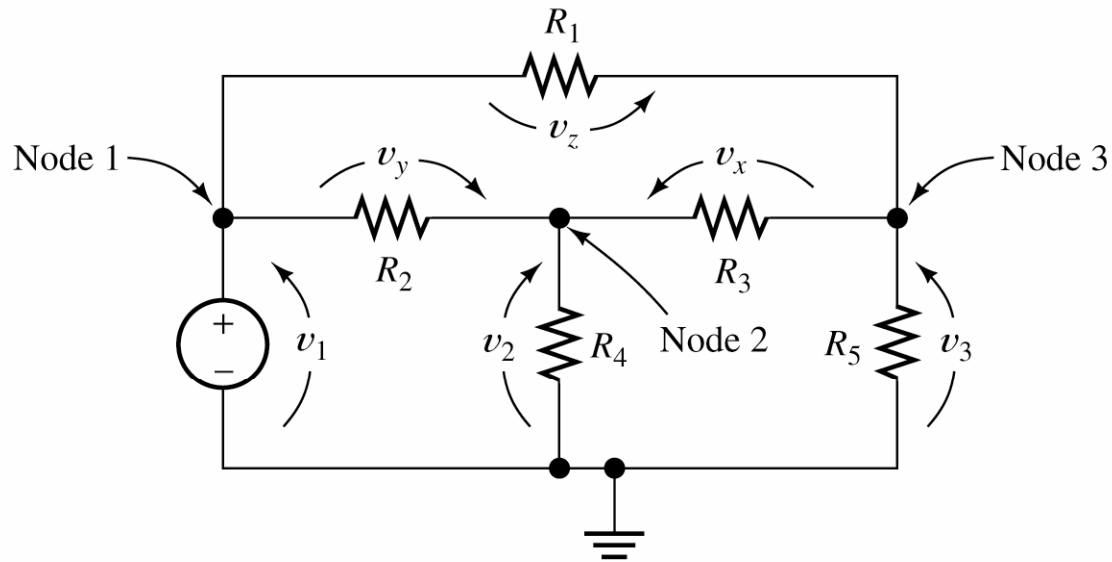 R1
vz
Node 1
vy
vx
Node 3
R2
R3
+
−
v1
v2
R4
Node 2
R5
v3